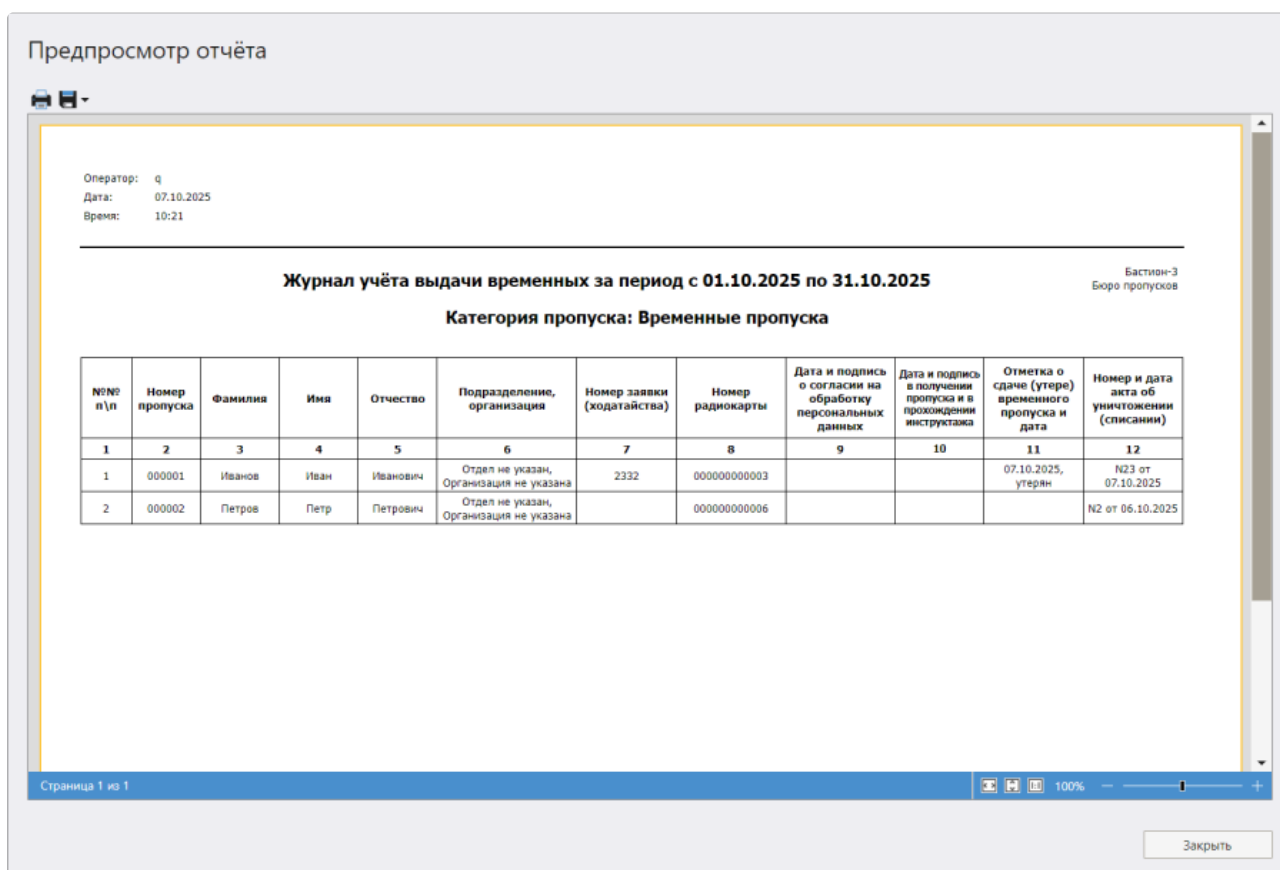 Предпросмотр отчёта
Оператор: q
Дата: 07.10.2025
Время: 10:21
Журнал учёта выдачи временных за период с 01.10.2025 по 31.10.2025
Бастион-3
Бюро пропусков
Категория пропуска: Временные пропуска
№№ п\п
Номер пропуска
Фамилия
Имя
Отчество
Подразделение, организация
Номер заявки (ходатайства)
Номер радиокарты
Дата и подпись о согласии на обработку персональных данных
Дата и подпись в получении пропуска и в прохождении инструктажа
Отметка о сдаче (утере) временного пропуска и дата
Номер и дата акта об уничтожении (списании)
1 2 3 4 5 6 7 8 9 10 11 12
1 000001 Иванов Иван Иванович Отдел не указан, Организация не указана 2332 000000000003 07.10.2025, утерян N23 от 07.10.2025
2 000002 Петров Петр Петрович Отдел не указан, Организация не указана 000000000006 N2 от 06.10.2025
Страница 1 из 1
100%
Закрыть